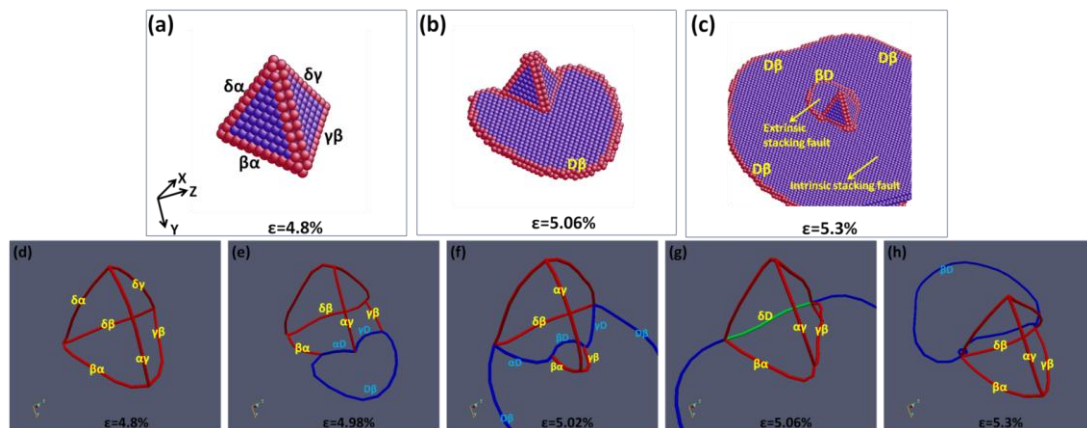 (a)
δα
δγ
γβ
βα
X
Z
Y
ε=4.8%
(b)
Dβ
ε=5.06%
(c)
Dβ
Dβ
βD
Extrinsic
stacking fault
Dβ
Intrinsic stacking fault
ε=5.3%
(d)
δα
δγ
δβ
γβ
αγ
βα
ε=4.8%
(e)
δβ
αγ
γD
γβ
βα
αD
Dβ
ε=4.98%
(f)
αγ
δβ
γD
βD
Dβ
αD
γβ
βα
Dβ
ε=5.02%
(g)
δD
αγ
γβ
βα
ε=5.06%
(h)
βD
δβ
αγ
γβ
βα
ε=5.3%